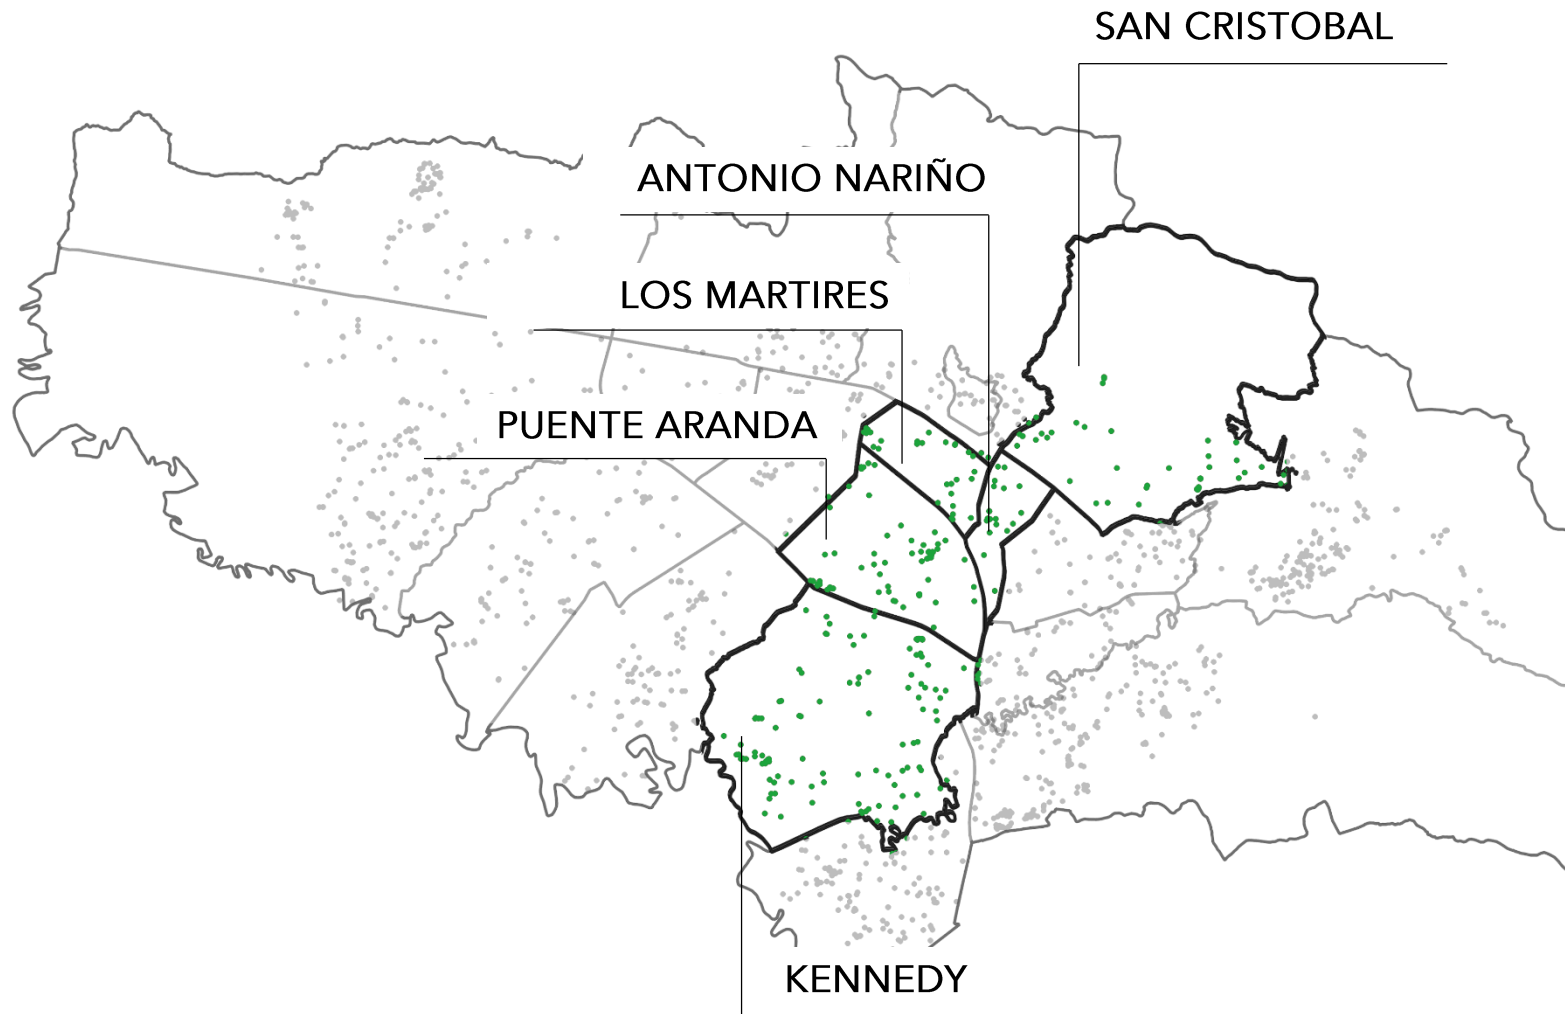 SAN CRISTOBAL
ANTONIO NARIÑO
LOS MARTIRES
PUENTE ARANDA
KENNEDY